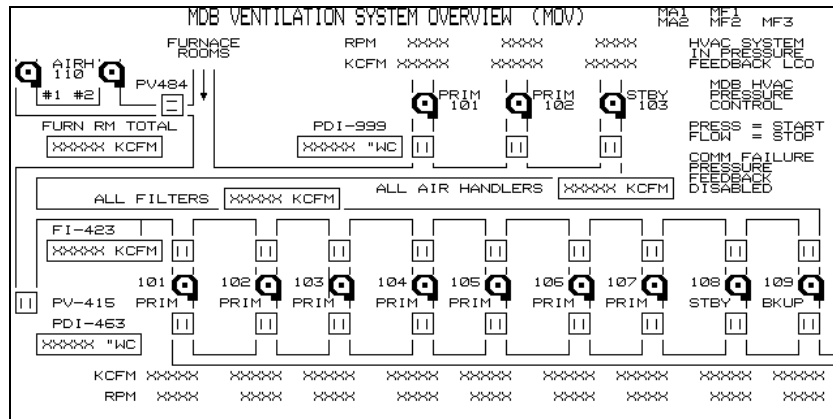 MDB VENTILATION SYSTEM OVERVIEW (MOV)
MA1 MF1
MA2 MF2 MF3
FURNACE
ROOMS
RPM XXXX XXXX XXXX
KCFM XXXXX XXXXX XXXXX
HVAC SYSTEM
IN PRESSURE
FEEDBACK LCO
AIRH
110
#1 #2
PV484
PRIM
101
PRIM
102
STBY
103
MDB HVAC
PRESSURE
CONTROL
FURN RM TOTAL
XXXXX KCFM
PDI-999
XXXXX "WC
PRESS = START
FLOW = STOP
COMM FAILURE
PRESSURE
FEEDBACK
DISABLED
ALL FILTERS XXXXX KCFM
ALL AIR HANDLERS XXXXX KCFM
FI-423
XXXXX KCFM
101 102 103 104 105 106 107 108 109
PV-415 PRIM PRIM PRIM PRIM PRIM PRIM PRIM STBY BKUP
PDI-463
XXXXX "WC
KCFM XXXXX XXXXX XXXXX XXXXX XXXXX XXXXX XXXXX XXXXX XXXXX
RPM XXXX XXXX XXXX XXXX XXXX XXXX XXXX XXXX XXXX